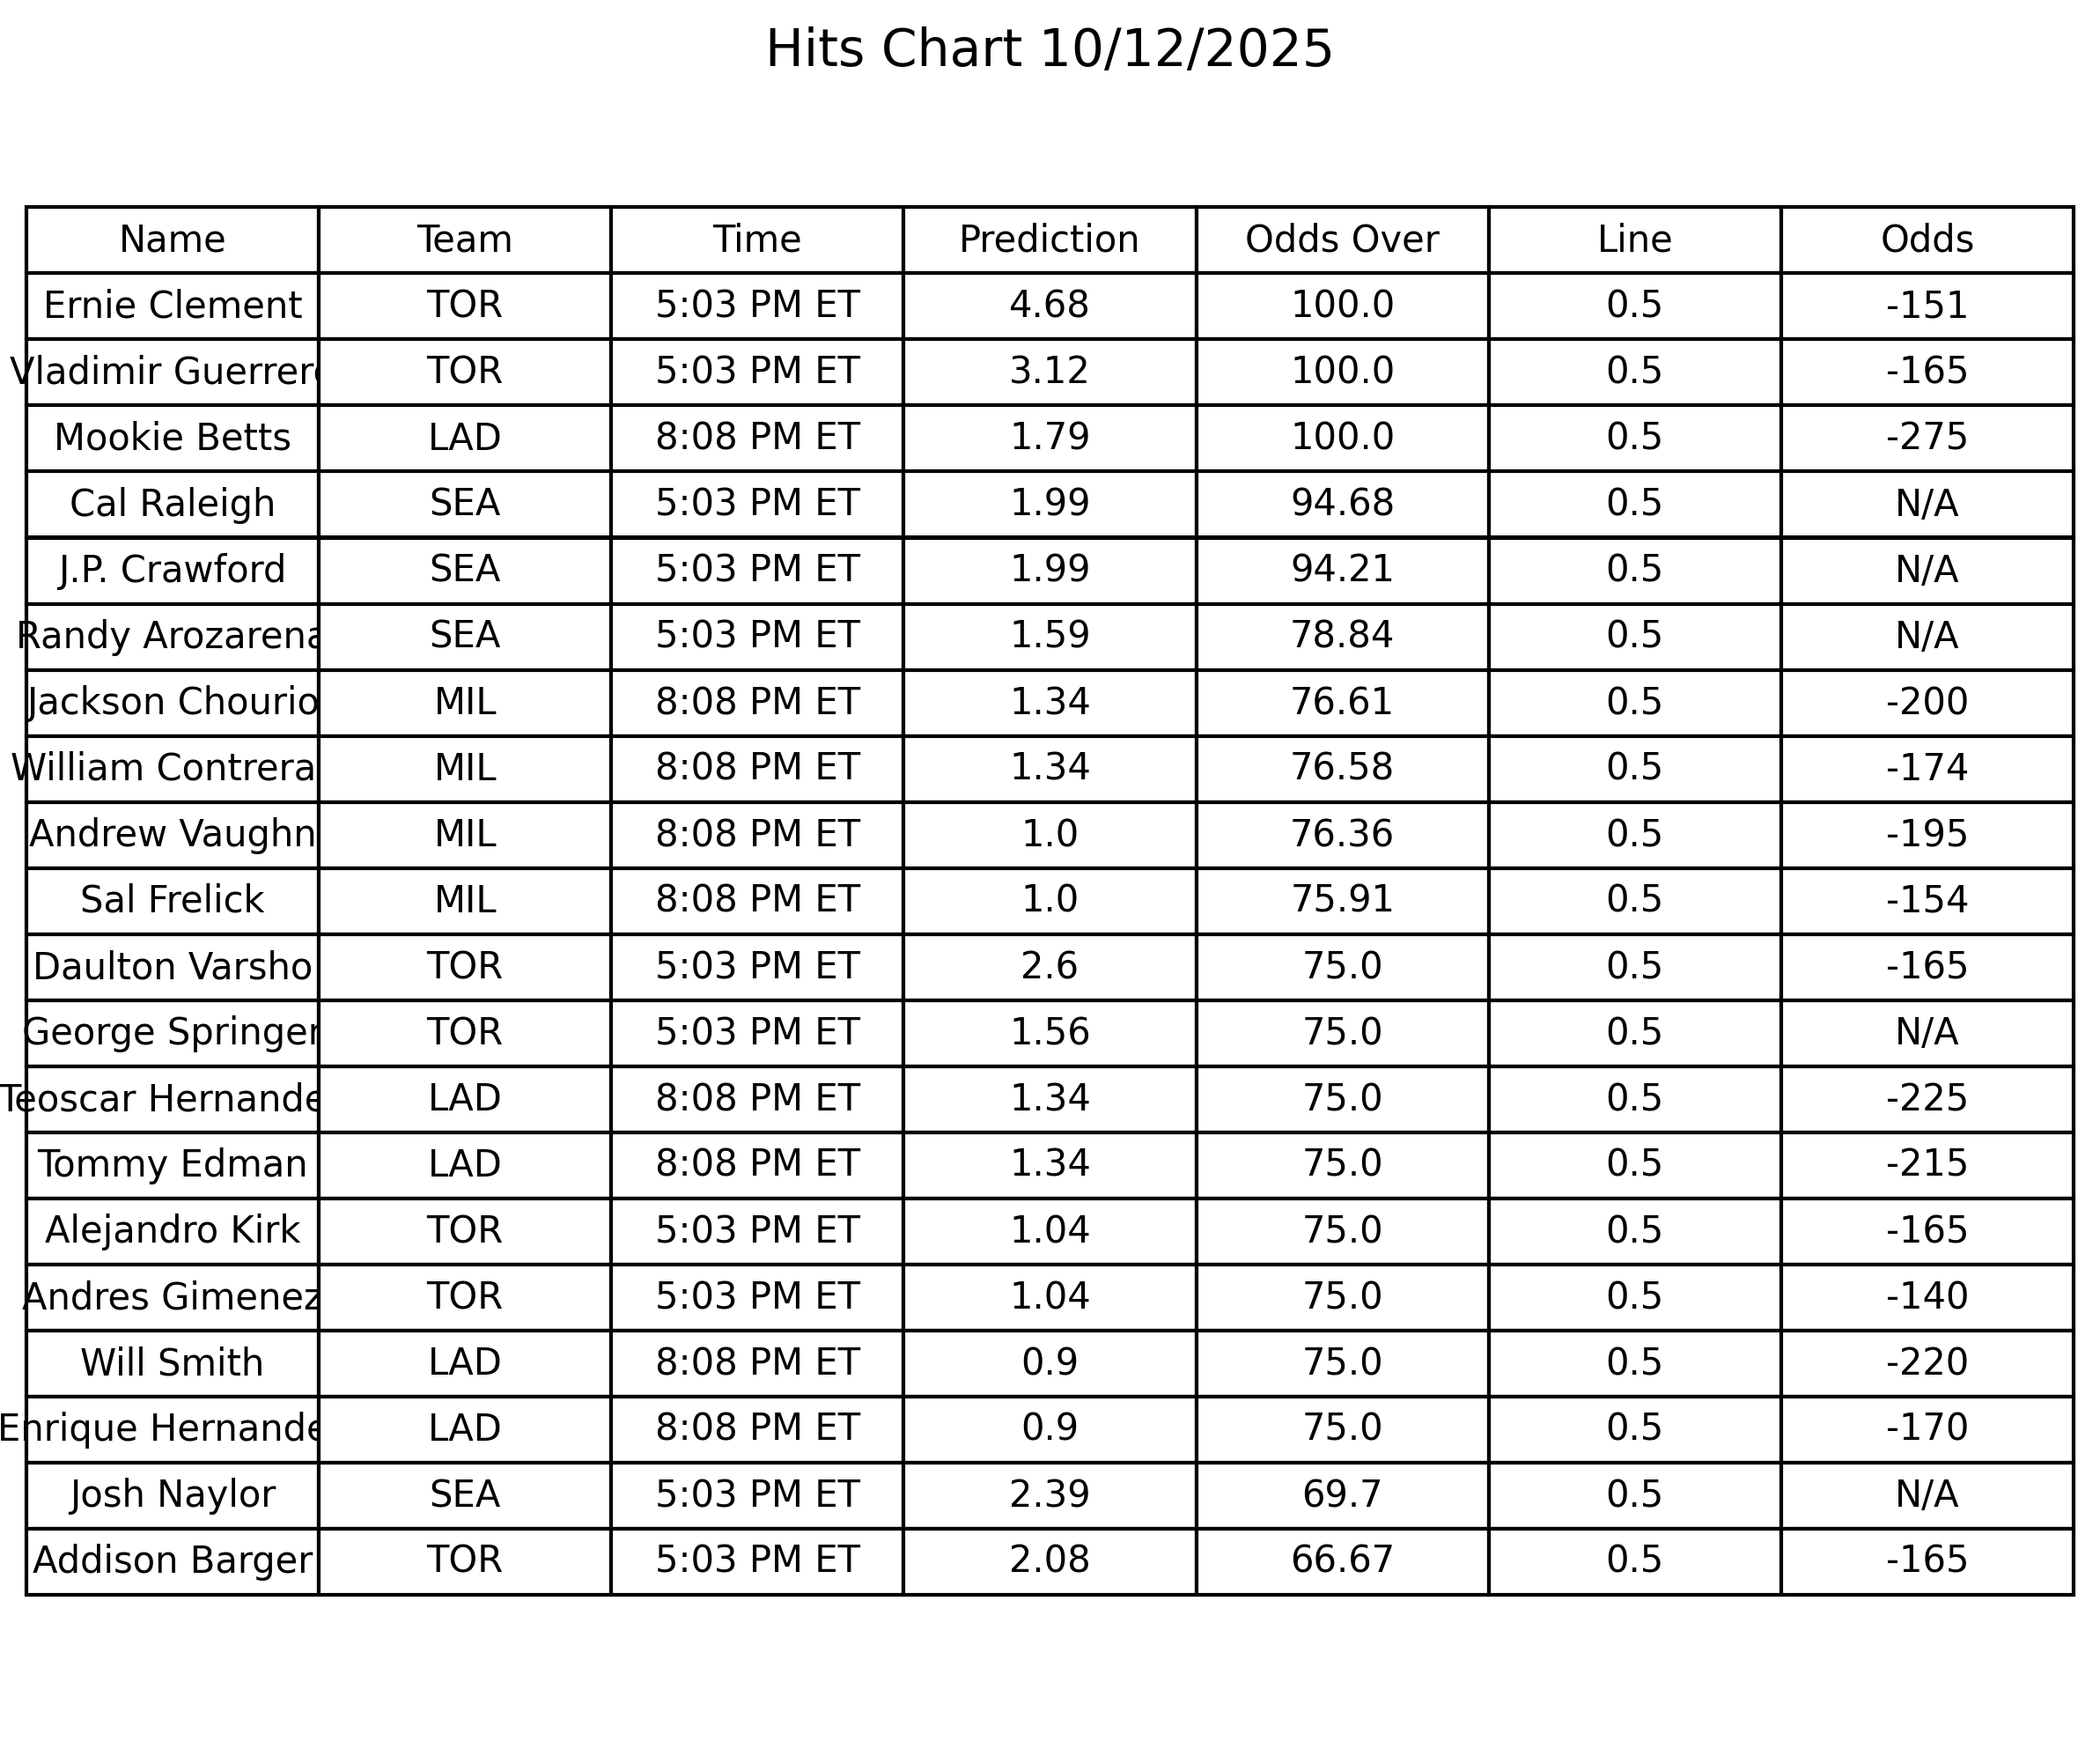 Hits Chart 10/12/2025
Name Team Time Prediction Odds Over Line Odds
Ernie Clement TOR 5:03 PM ET 4.68 100.0 0.5 -151
Vladimir Guerrero TOR 5:03 PM ET 3.12 100.0 0.5 -165
Mookie Betts LAD 8:08 PM ET 1.79 100.0 0.5 -275
Cal Raleigh SEA 5:03 PM ET 1.99 94.68 0.5 N/A
J.P. Crawford SEA 5:03 PM ET 1.99 94.21 0.5 N/A
Randy Arozarena SEA 5:03 PM ET 1.59 78.84 0.5 N/A
Jackson Chourio MIL 8:08 PM ET 1.34 76.61 0.5 -200
William Contrera MIL 8:08 PM ET 1.34 76.58 0.5 -174
Andrew Vaughn MIL 8:08 PM ET 1.0 76.36 0.5 -195
Sal Frelick MIL 8:08 PM ET 1.0 75.91 0.5 -154
Daulton Varsho TOR 5:03 PM ET 2.6 75.0 0.5 -165
George Springer TOR 5:03 PM ET 1.56 75.0 0.5 N/A
Teoscar Hernande LAD 8:08 PM ET 1.34 75.0 0.5 -225
Tommy Edman LAD 8:08 PM ET 1.34 75.0 0.5 -215
Alejandro Kirk TOR 5:03 PM ET 1.04 75.0 0.5 -165
Andres Gimenez TOR 5:03 PM ET 1.04 75.0 0.5 -140
Will Smith LAD 8:08 PM ET 0.9 75.0 0.5 -220
Enrique Hernande LAD 8:08 PM ET 0.9 75.0 0.5 -170
Josh Naylor SEA 5:03 PM ET 2.39 69.7 0.5 N/A
Addison Barger TOR 5:03 PM ET 2.08 66.67 0.5 -165